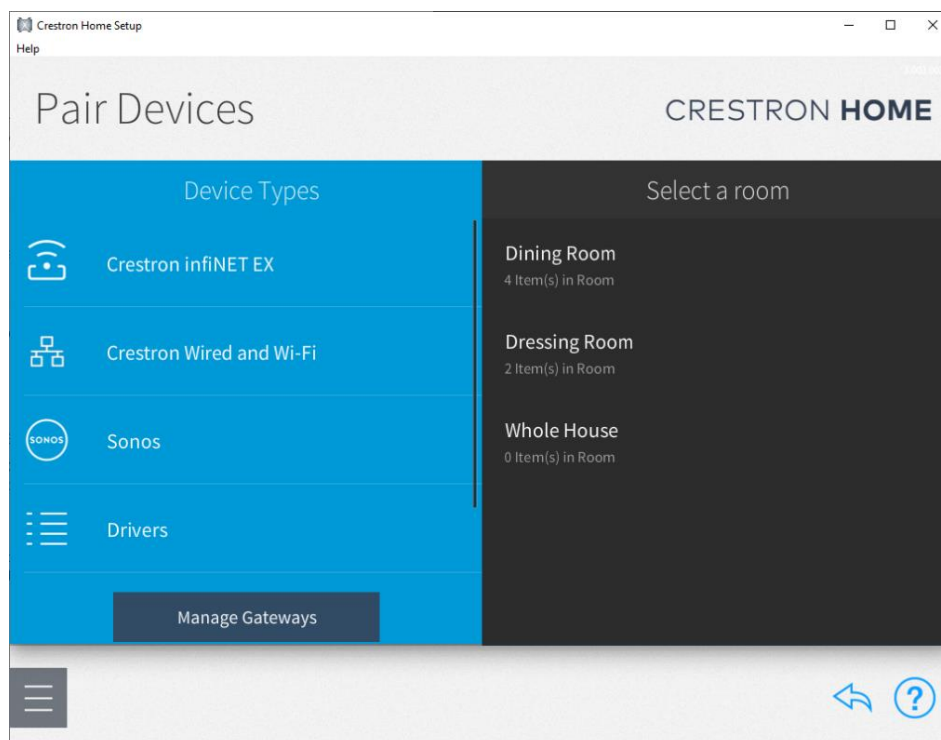 Crestron Home Setup
Help
Pair Devices
CRESTRON HOME
Device Types
Select a room
Crestron infiNET EX
Crestron Wired and Wi-Fi
SONOS
Sonos
Drivers
Manage Gateways
Dining Room
4 Item(s) in Room
Dressing Room
2 Item(s) in Room
Whole House
0 Item(s) in Room
?